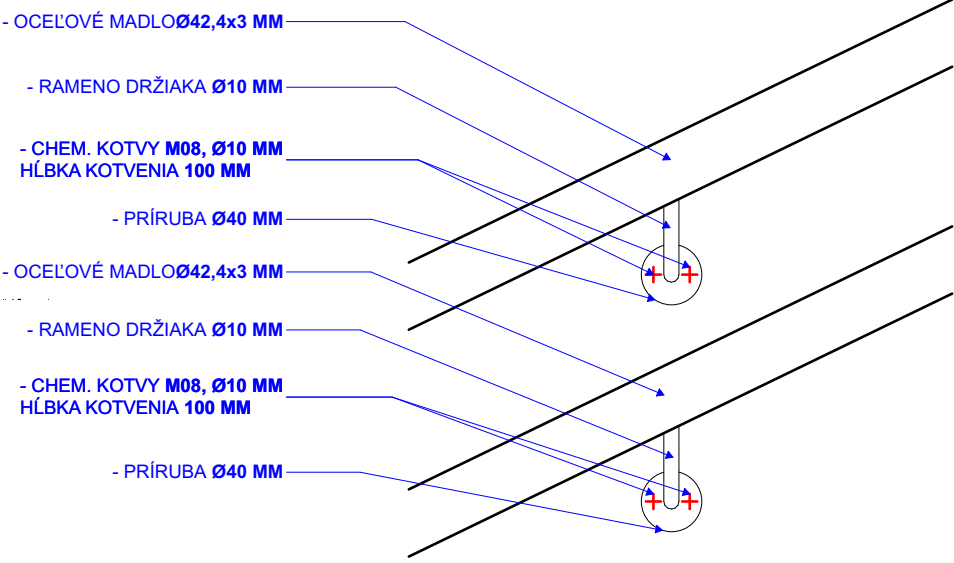 - OCEĽOVÉ MADLOØ42,4x3 MM
- RAMENO DRŽIAKA Ø10 MM
- CHEM. KOTVY M08, Ø10 MM
HĹBKA KOTVENIA 100 MM
- PRÍRUBA Ø40 MM
- OCEĽOVÉ MADLOØ42,4x3 MM
- RAMENO DRŽIAKA Ø10 MM
- CHEM. KOTVY M08, Ø10 MM
HĹBKA KOTVENIA 100 MM
- PRÍRUBA Ø40 MM